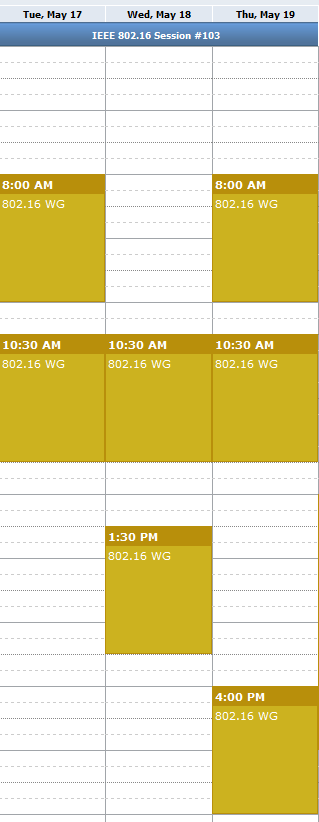 Tue, May 17 Wed, May 18 Thu, May 19
IEEE 802.16 Session #103
8:00 AM 8:00 AM
802.16 WG 802.16 WG
10:30 AM 10:30 AM 10:30 AM
802.16 WG 802.16 WG 802.16 WG
1:30 PM
802.16 WG
4:00 PM
802.16 WG